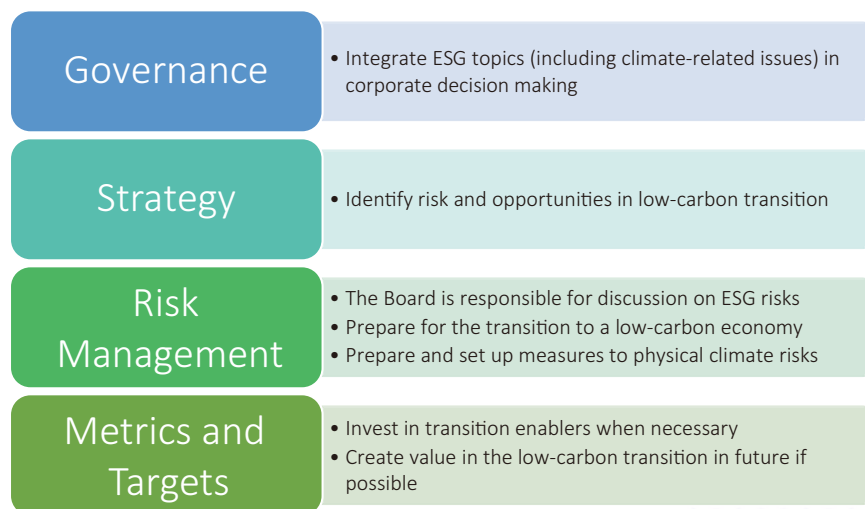 Governance
• Integrate ESG topics (including climate-related issues) in
corporate decision making
Strategy
• Identify risk and opportunities in low-carbon transition
Risk
Management
• The Board is responsible for discussion on ESG risks
• Prepare for the transition to a low-carbon economy
• Prepare and set up measures to physical climate risks
Metrics and
Targets
• Invest in transition enablers when necessary
• Create value in the low-carbon transition in future if
possible